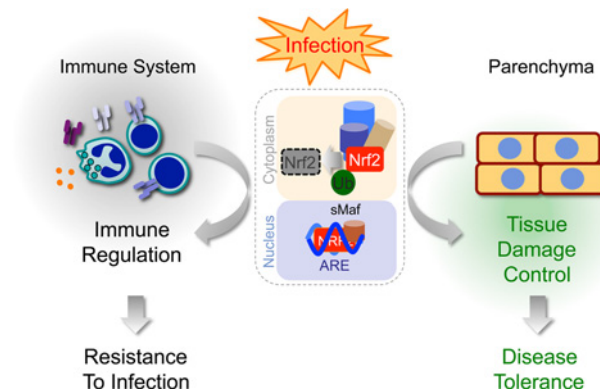 Infection
Immune System
Parenchyma
Cytoplasm
Nrf2
Nrf2
Ub
sMaf
Nucleus
ARE
Immune
Regulation
Tissue
Damage
Control
Resistance
To Infection
Disease
Tolerance